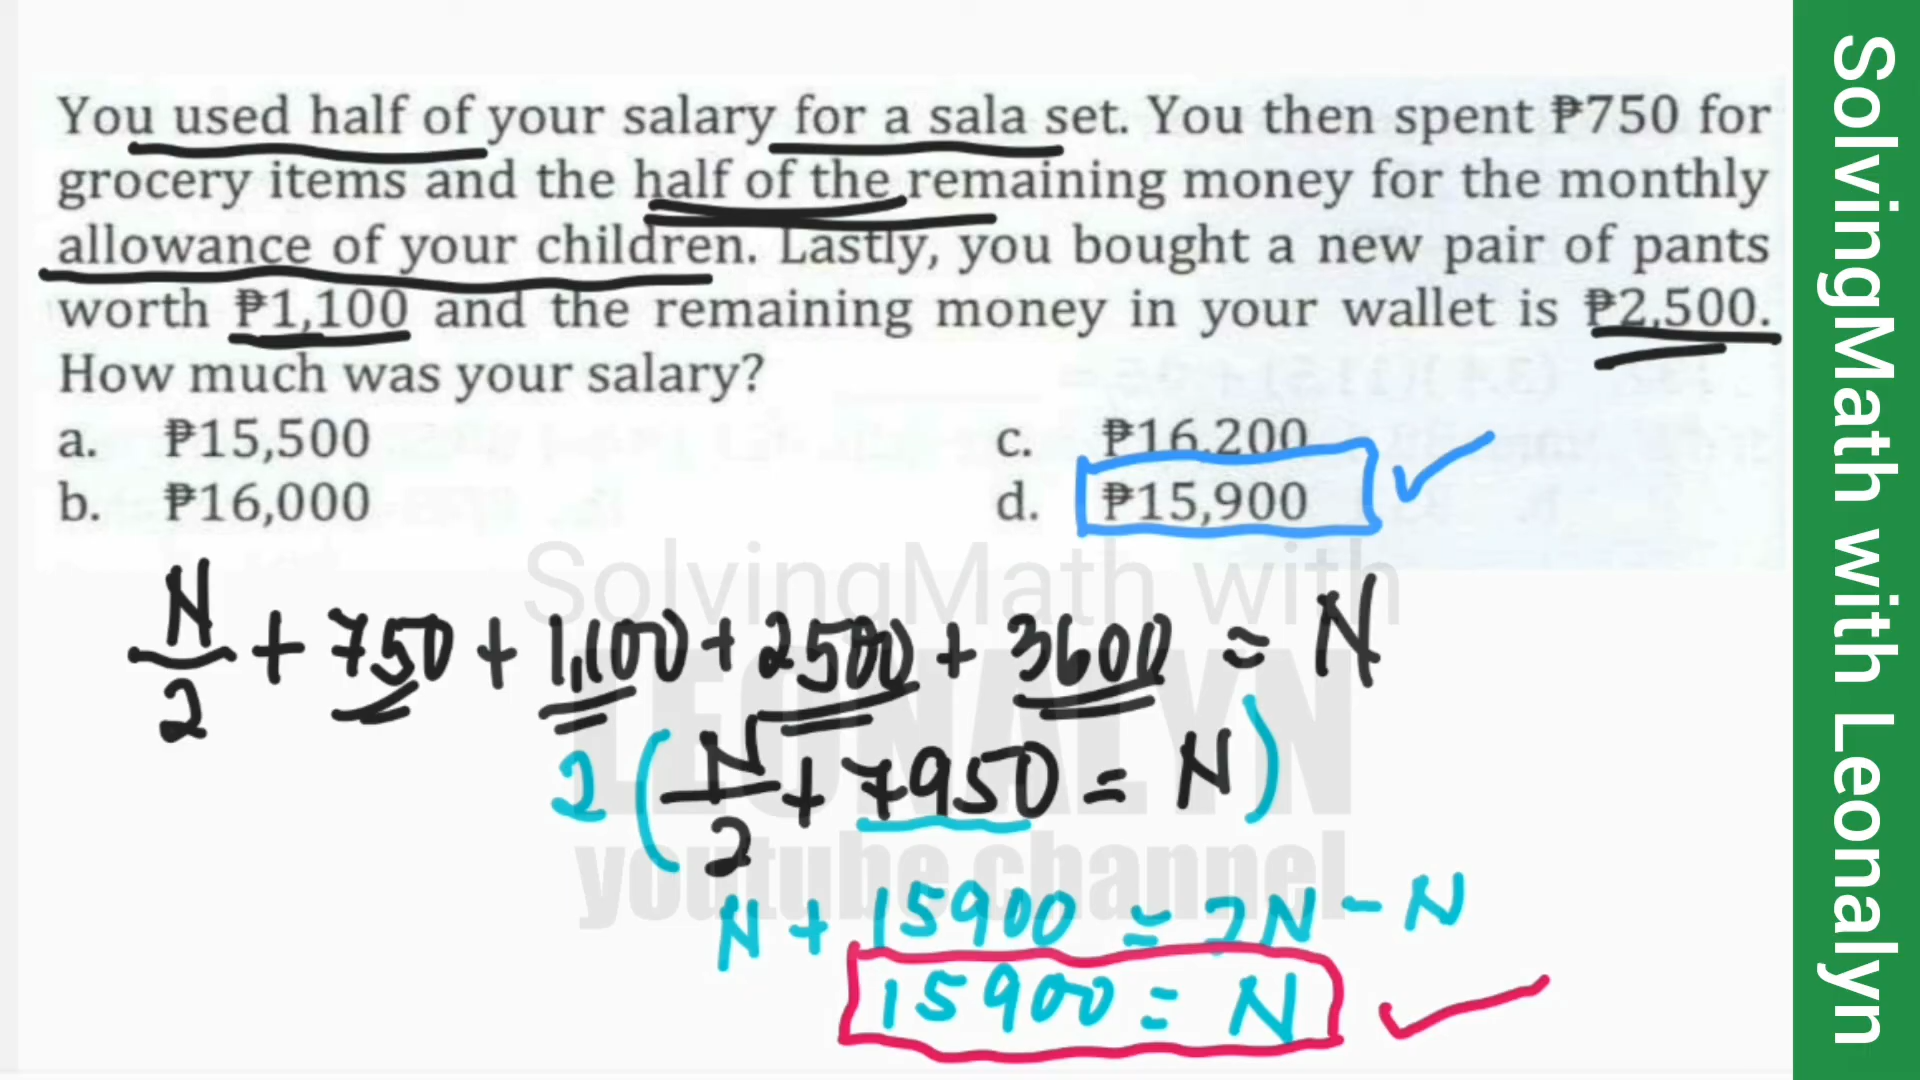 You used half of your salary for a sala set. You then spent ₱750 for
grocery items and the half of the remaining money for the monthly
allowance of your children. Lastly, you bought a new pair of pants
worth ₱1,100 and the remaining money in your wallet is ₱2,500.
How much was your salary?
a. ₱15,500
b. ₱16,000
c. ₱16,200
d. ₱15,900
N/2 + 750 + 1,100 + 2500 + 3600 = N
2 ( N/2 + 7950 = N )
N + 15900 = 2N - N
15900 = N
SolvingMath with
LEONALYN
youtube channel
SolvingMath with Leonalyn